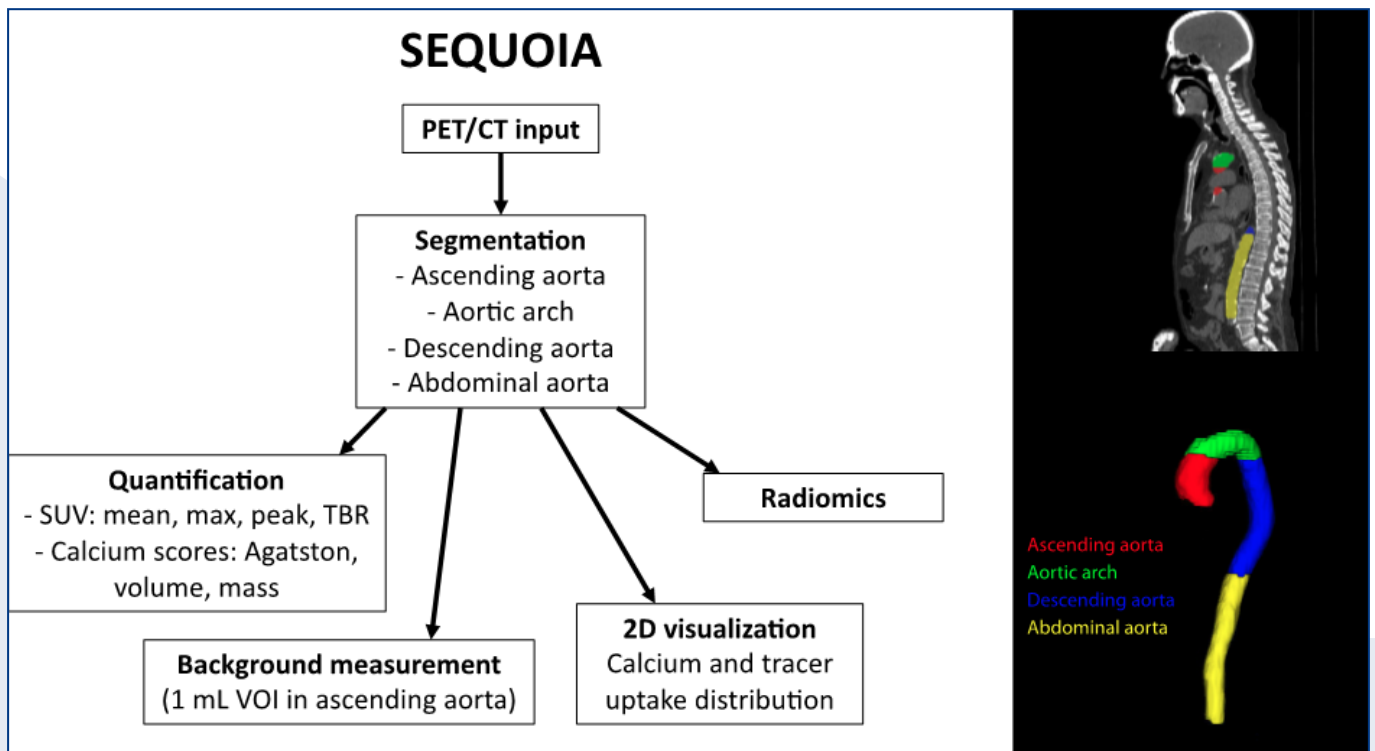 SEQUOIA
PET/CT input
Segmentation
- Ascending aorta
- Aortic arch
- Descending aorta
- Abdominal aorta
Quantification
- SUV: mean, max, peak, TBR
- Calcium scores: Agatston,
volume, mass
Background measurement
(1 mL VOI in ascending aorta)
2D visualization
Calcium and tracer
uptake distribution
Radiomics
Ascending aorta
Aortic arch
Descending aorta
Abdominal aorta